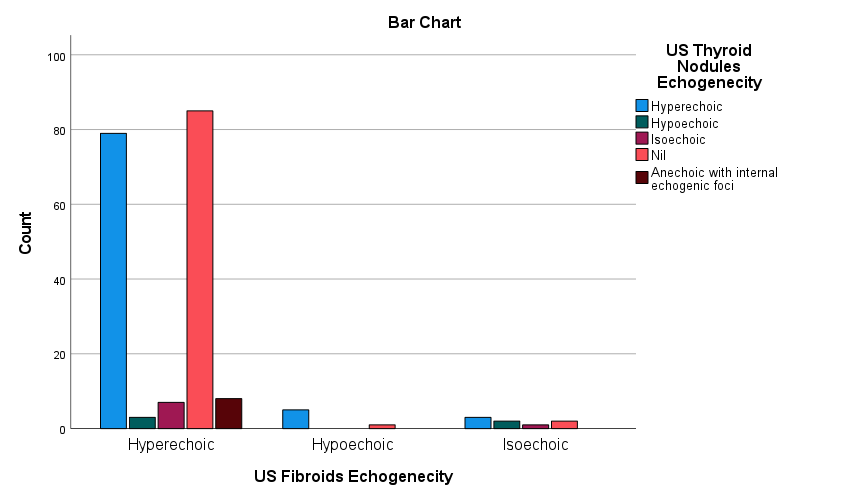 Bar Chart
100
80
60
40
20
0
Count
Hyperechoic
Hypoechoic
Isoechoic
US Fibroids Echogenecity
US Thyroid
Nodules
Echogenecity
Hyperechoic
Hypoechoic
Isoechoic
Nil
Anechoic with internal
echogenic foci